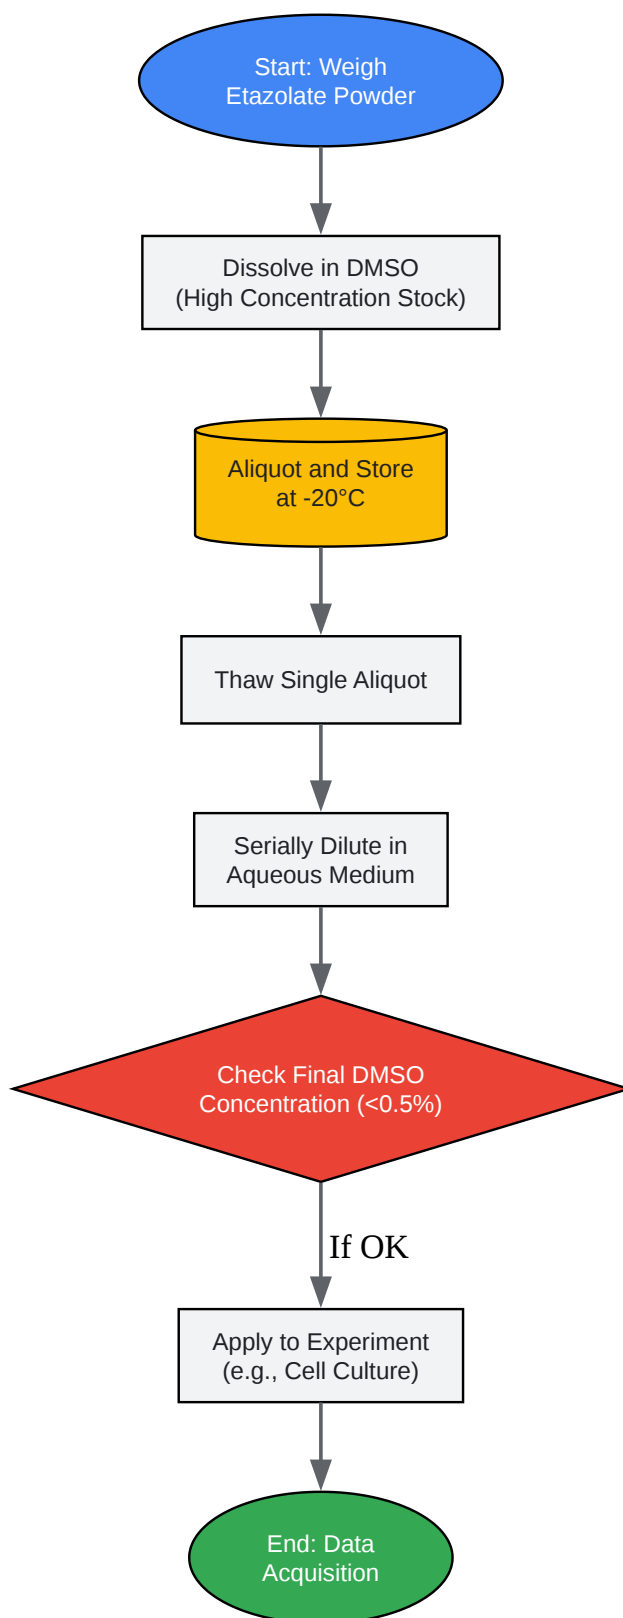 Start: Weigh
Etazolate Powder
Dissolve in DMSO
(High Concentration Stock)
Aliquot and Store
at -20°C
Thaw Single Aliquot
Serially Dilute in
Aqueous Medium
Check Final DMSO
Concentration (<0.5%)
If OK
Apply to Experiment
(e.g., Cell Culture)
End: Data
Acquisition